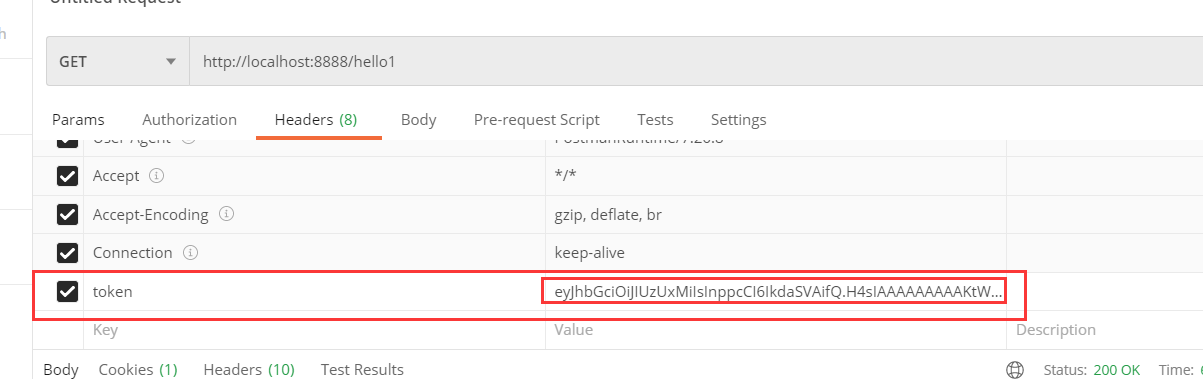 Untitled Request
h
GET http://localhost:8888/hello1
Params Authorization Headers (8) Body Pre-request Script Tests Settings
User-Agent PostmanRuntime/7.26.8
Accept */*
Accept-Encoding gzip, deflate, br
Connection keep-alive
token eyJhbGciOiJIUzUxMiIsInppcCI6IkdaSVAifQ.H4sIAAAAAAAAAKtW...
Key Value Description
Body Cookies (1) Headers (10) Test Results Status: 200 OK Time: